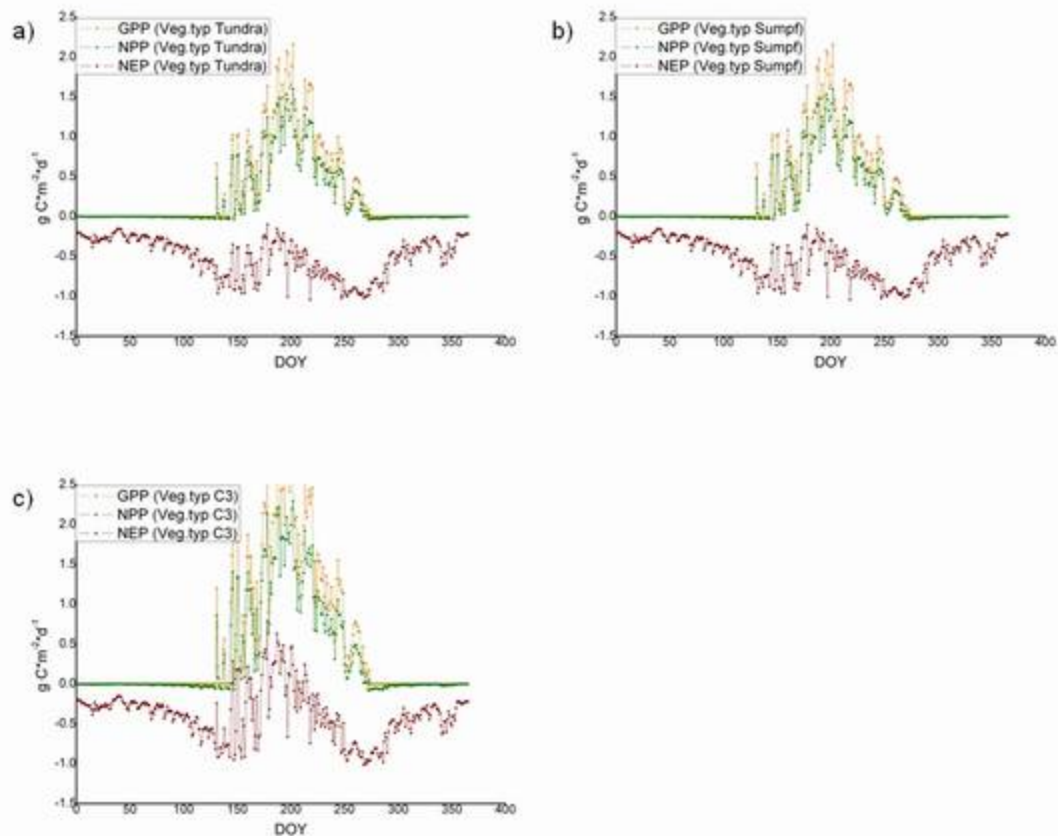 a)
GPP (Veg.typ Tundra)
NPP (Veg.typ Tundra)
NEP (Veg.typ Tundra)
2.5
2.0
1.5
1.0
0.5
0.0
-0.5
-1.0
-1.5
g C*m⁻²*d⁻¹
0 50 100 150 200 250 300 350 400
DOY
b)
GPP (Veg.typ Sumpf)
NPP (Veg.typ Sumpf)
NEP (Veg.typ Sumpf)
2.5
2.0
1.5
1.0
0.5
0.0
-0.5
-1.0
-1.5
g C*m⁻²*d⁻¹
0 50 100 150 200 250 300 350 400
DOY
c)
GPP (Veg.typ C3)
NPP (Veg.typ C3)
NEP (Veg.typ C3)
2.5
2.0
1.5
1.0
0.5
0.0
-0.5
-1.0
-1.5
g C*m⁻²*d⁻¹
0 50 100 150 200 250 300 350 400
DOY